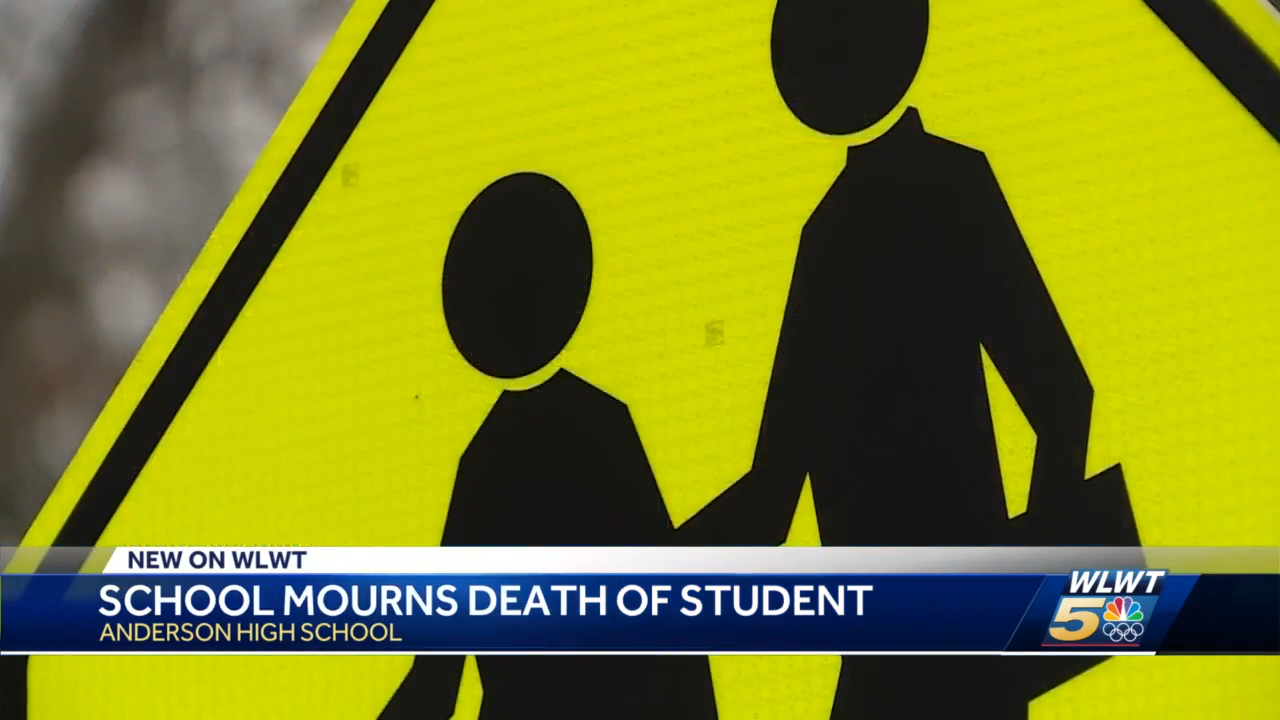 NEW ON WLWT
SCHOOL MOURNS DEATH OF STUDENT
ANDERSON HIGH SCHOOL
WLWT
5